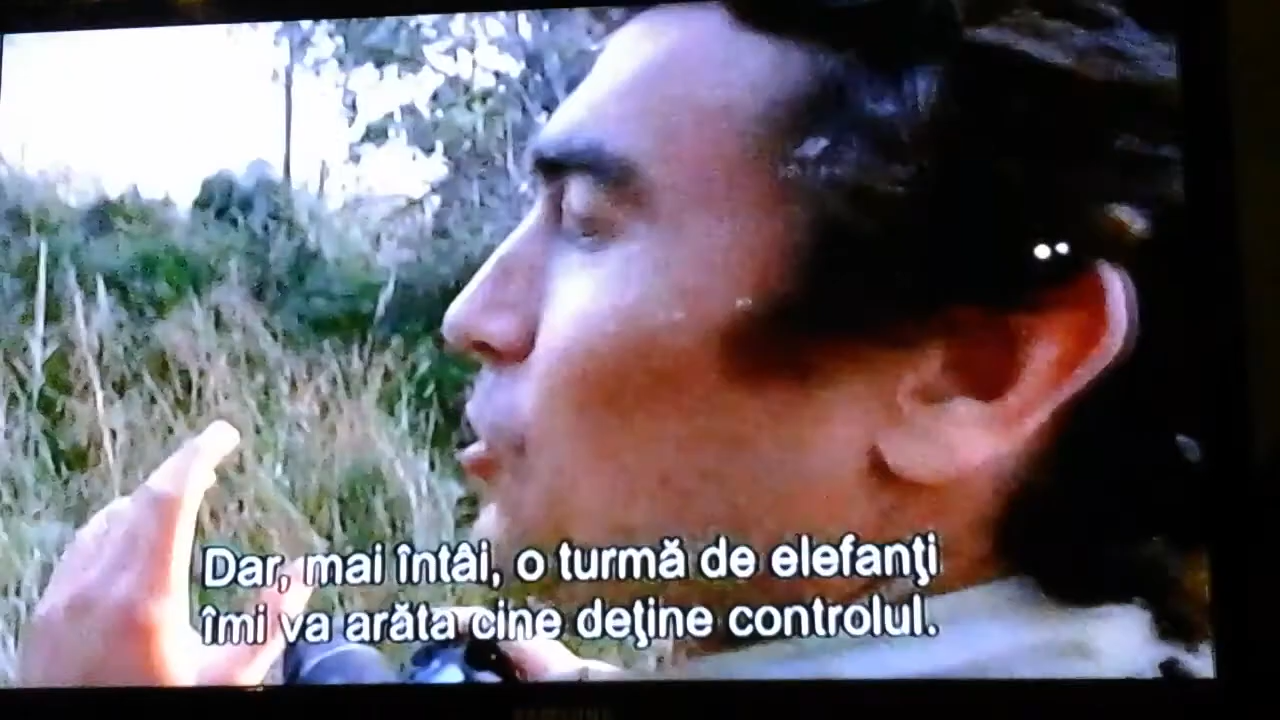 Dar, mai întâi, o turmă de elefanţi
îmi va arăta cine deţine controlul.